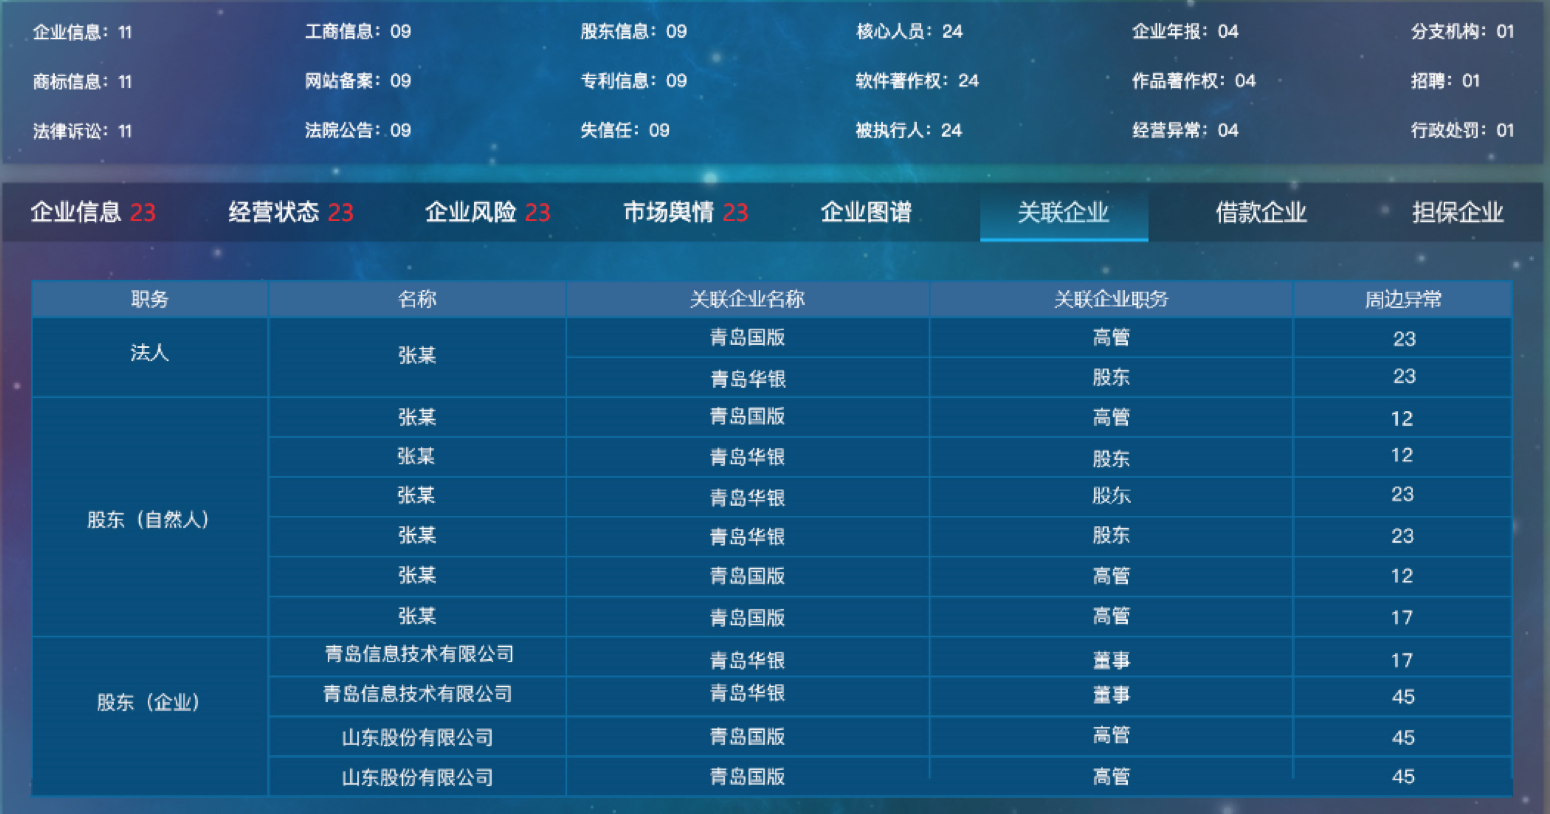 企业信息：11 工商信息：09 股东信息：09 核心人员：24 企业年报：04 分支机构：01
商标信息：11 网站备案：09 专利信息：09 软件著作权：24 作品著作权：04 招聘：01
法律诉讼：11 法院公告：09 失信任：09 被执行人：24 经营异常：04 行政处罚：01
企业信息 23 经营状态 23 企业风险 23 市场舆情 23 企业图谱 关联企业 借款企业 担保企业
职务 名称 关联企业名称 关联企业职务 周边异常
法人 张某 青岛国版 高管 23
青岛华银 股东 23
股东（自然人） 张某 青岛国版 高管 12
张某 青岛华银 股东 12
张某 青岛华银 股东 23
张某 青岛华银 股东 23
张某 青岛国版 高管 12
张某 青岛国版 高管 17
股东（企业） 青岛信息技术有限公司 青岛华银 董事 17
青岛信息技术有限公司 青岛华银 董事 45
山东股份有限公司 青岛国版 高管 45
山东股份有限公司 青岛国版 高管 45